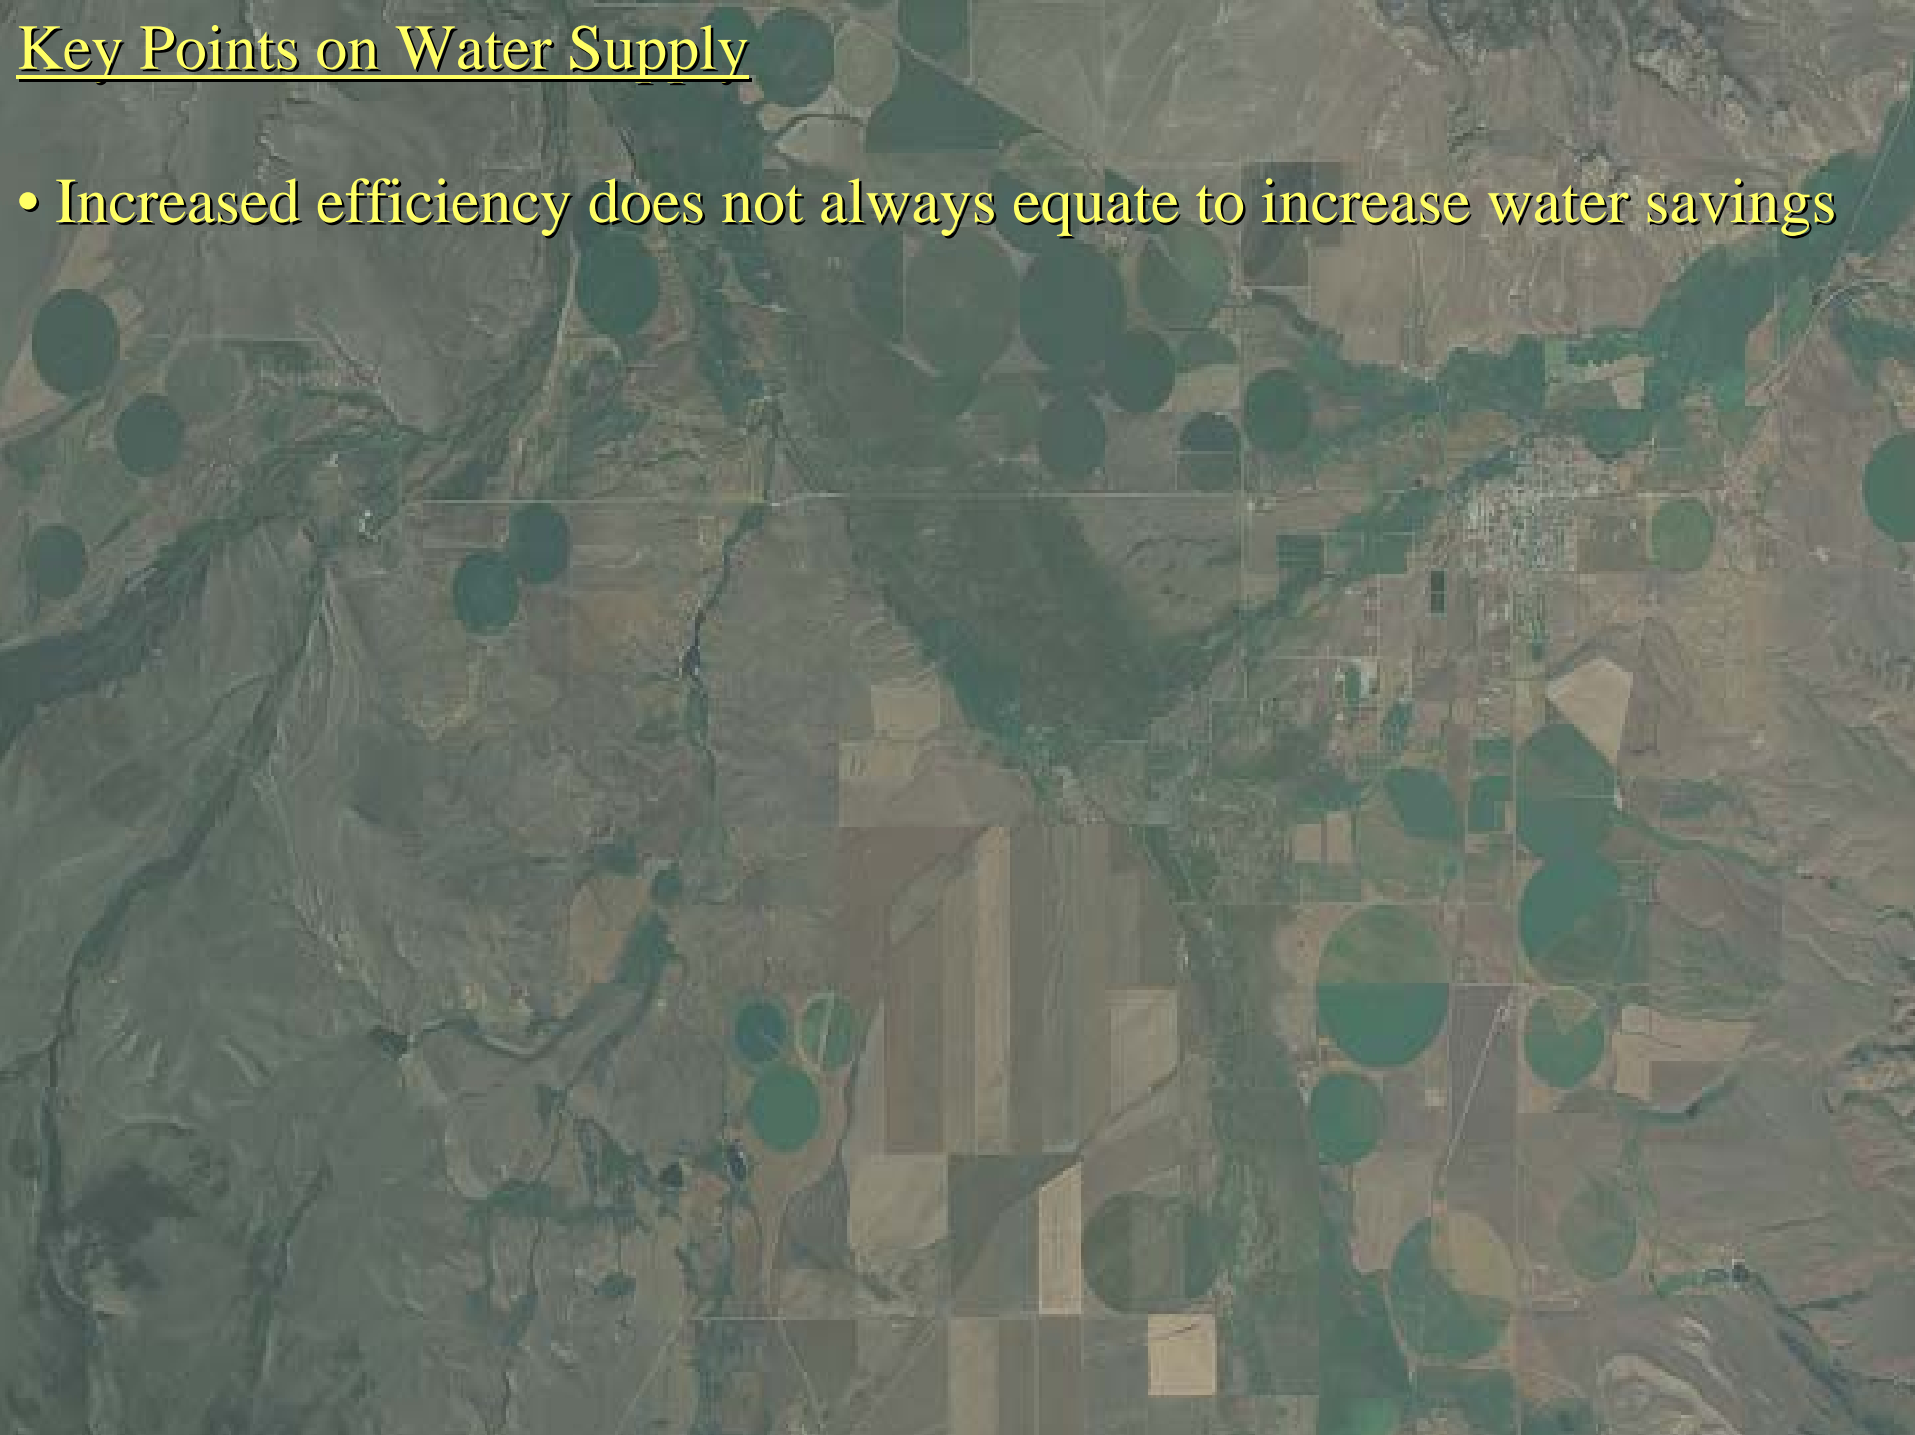 Key Points on Water Supply
• Increased efficiency does not always equate to increase water savings